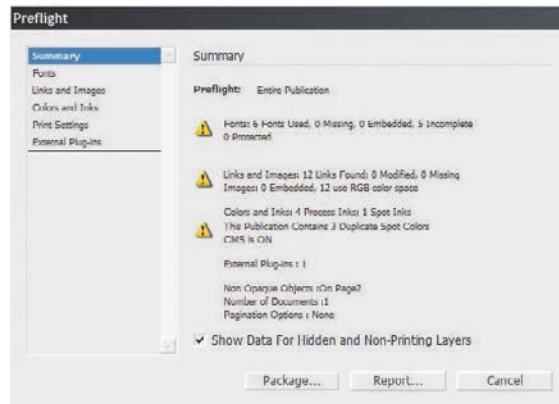 Preflight
Summary
Fonts
Links and Images
Colors and Inks
Print Settings
External Plug-ins
Summary
Preflight: Entire Publication
Fonts: 6 Fonts Used, 0 Missing, 0 Embedded, 5 Incomplete
0 Protected
Links and Images: 12 Links Found; 0 Modified, 0 Missing
Images: 0 Embedded, 12 use RGB color space
Colors and Inks: 4 Process Inks; 1 Spot Inks
This Publication Contains 3 Duplicate Spot Colors
CMS is ON
External Plug-ins : 1
Non Opaque Objects :On Page2
Number of Documents :1
Pagination Options : None
Show Data For Hidden and Non-Printing Layers
Package... Report... Cancel